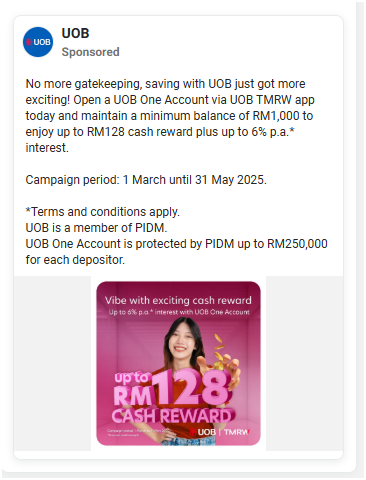 UOB
UOB
Sponsored
No more gatekeeping, saving with UOB just got more
exciting! Open a UOB One Account via UOB TMRW app
today and maintain a minimum balance of RM1,000 to
enjoy up to RM128 cash reward plus up to 6% p.a.*
interest.
Campaign period: 1 March until 31 May 2025.
*Terms and conditions apply.
UOB is a member of PIDM.
UOB One Account is protected by PIDM up to RM250,000
for each depositor.
Vibe with exciting cash reward
Up to 6% p.a.* interest with UOB One Account
up to
RM128
CASH REWARD
UOB | TMRW